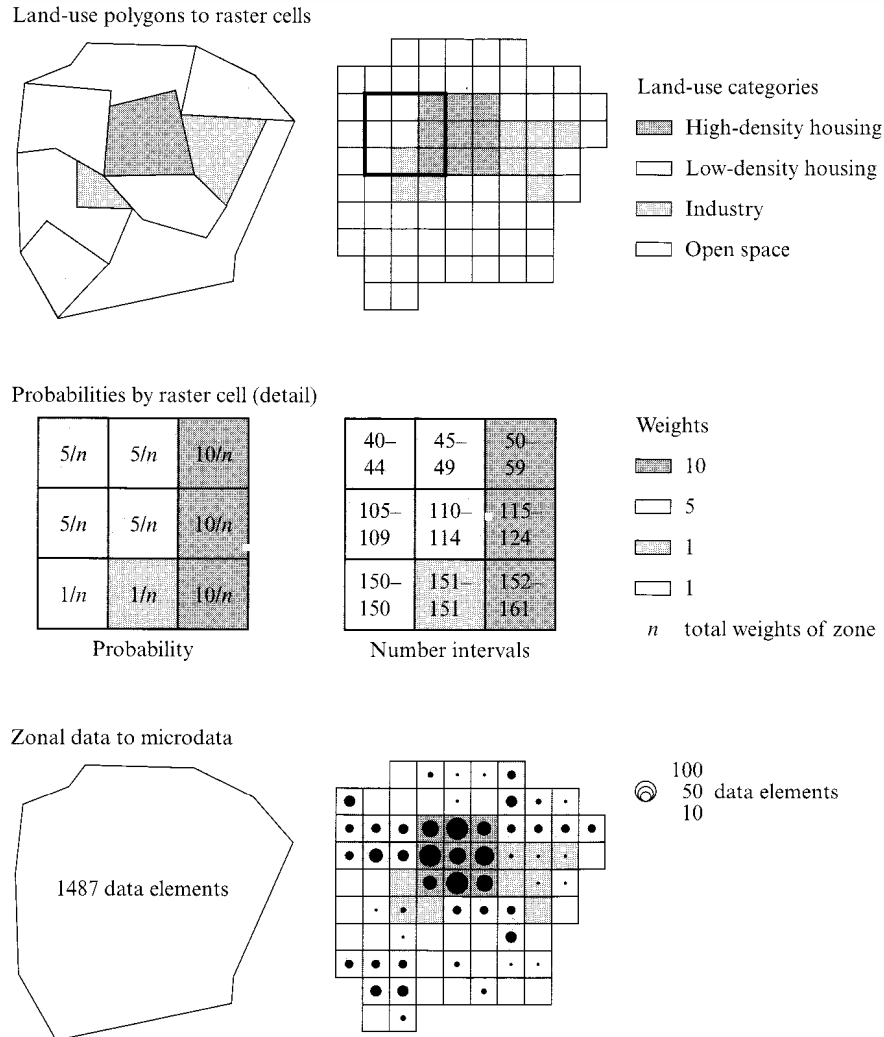 Land-use polygons to raster cells
Land-use categories
High-density housing
Low-density housing
Industry
Open space
Probabilities by raster cell (detail)
5/n 5/n 10/n
5/n 5/n 10/n
1/n 1/n 10/n
Probability
40– 45– 50–
44 49 59
105– 110– 115–
109 114 124
150– 151– 152–
150 151 161
Number intervals
Weights
10
5
1
1
n total weights of zone
Zonal data to microdata
1487 data elements
100
50 data elements
10